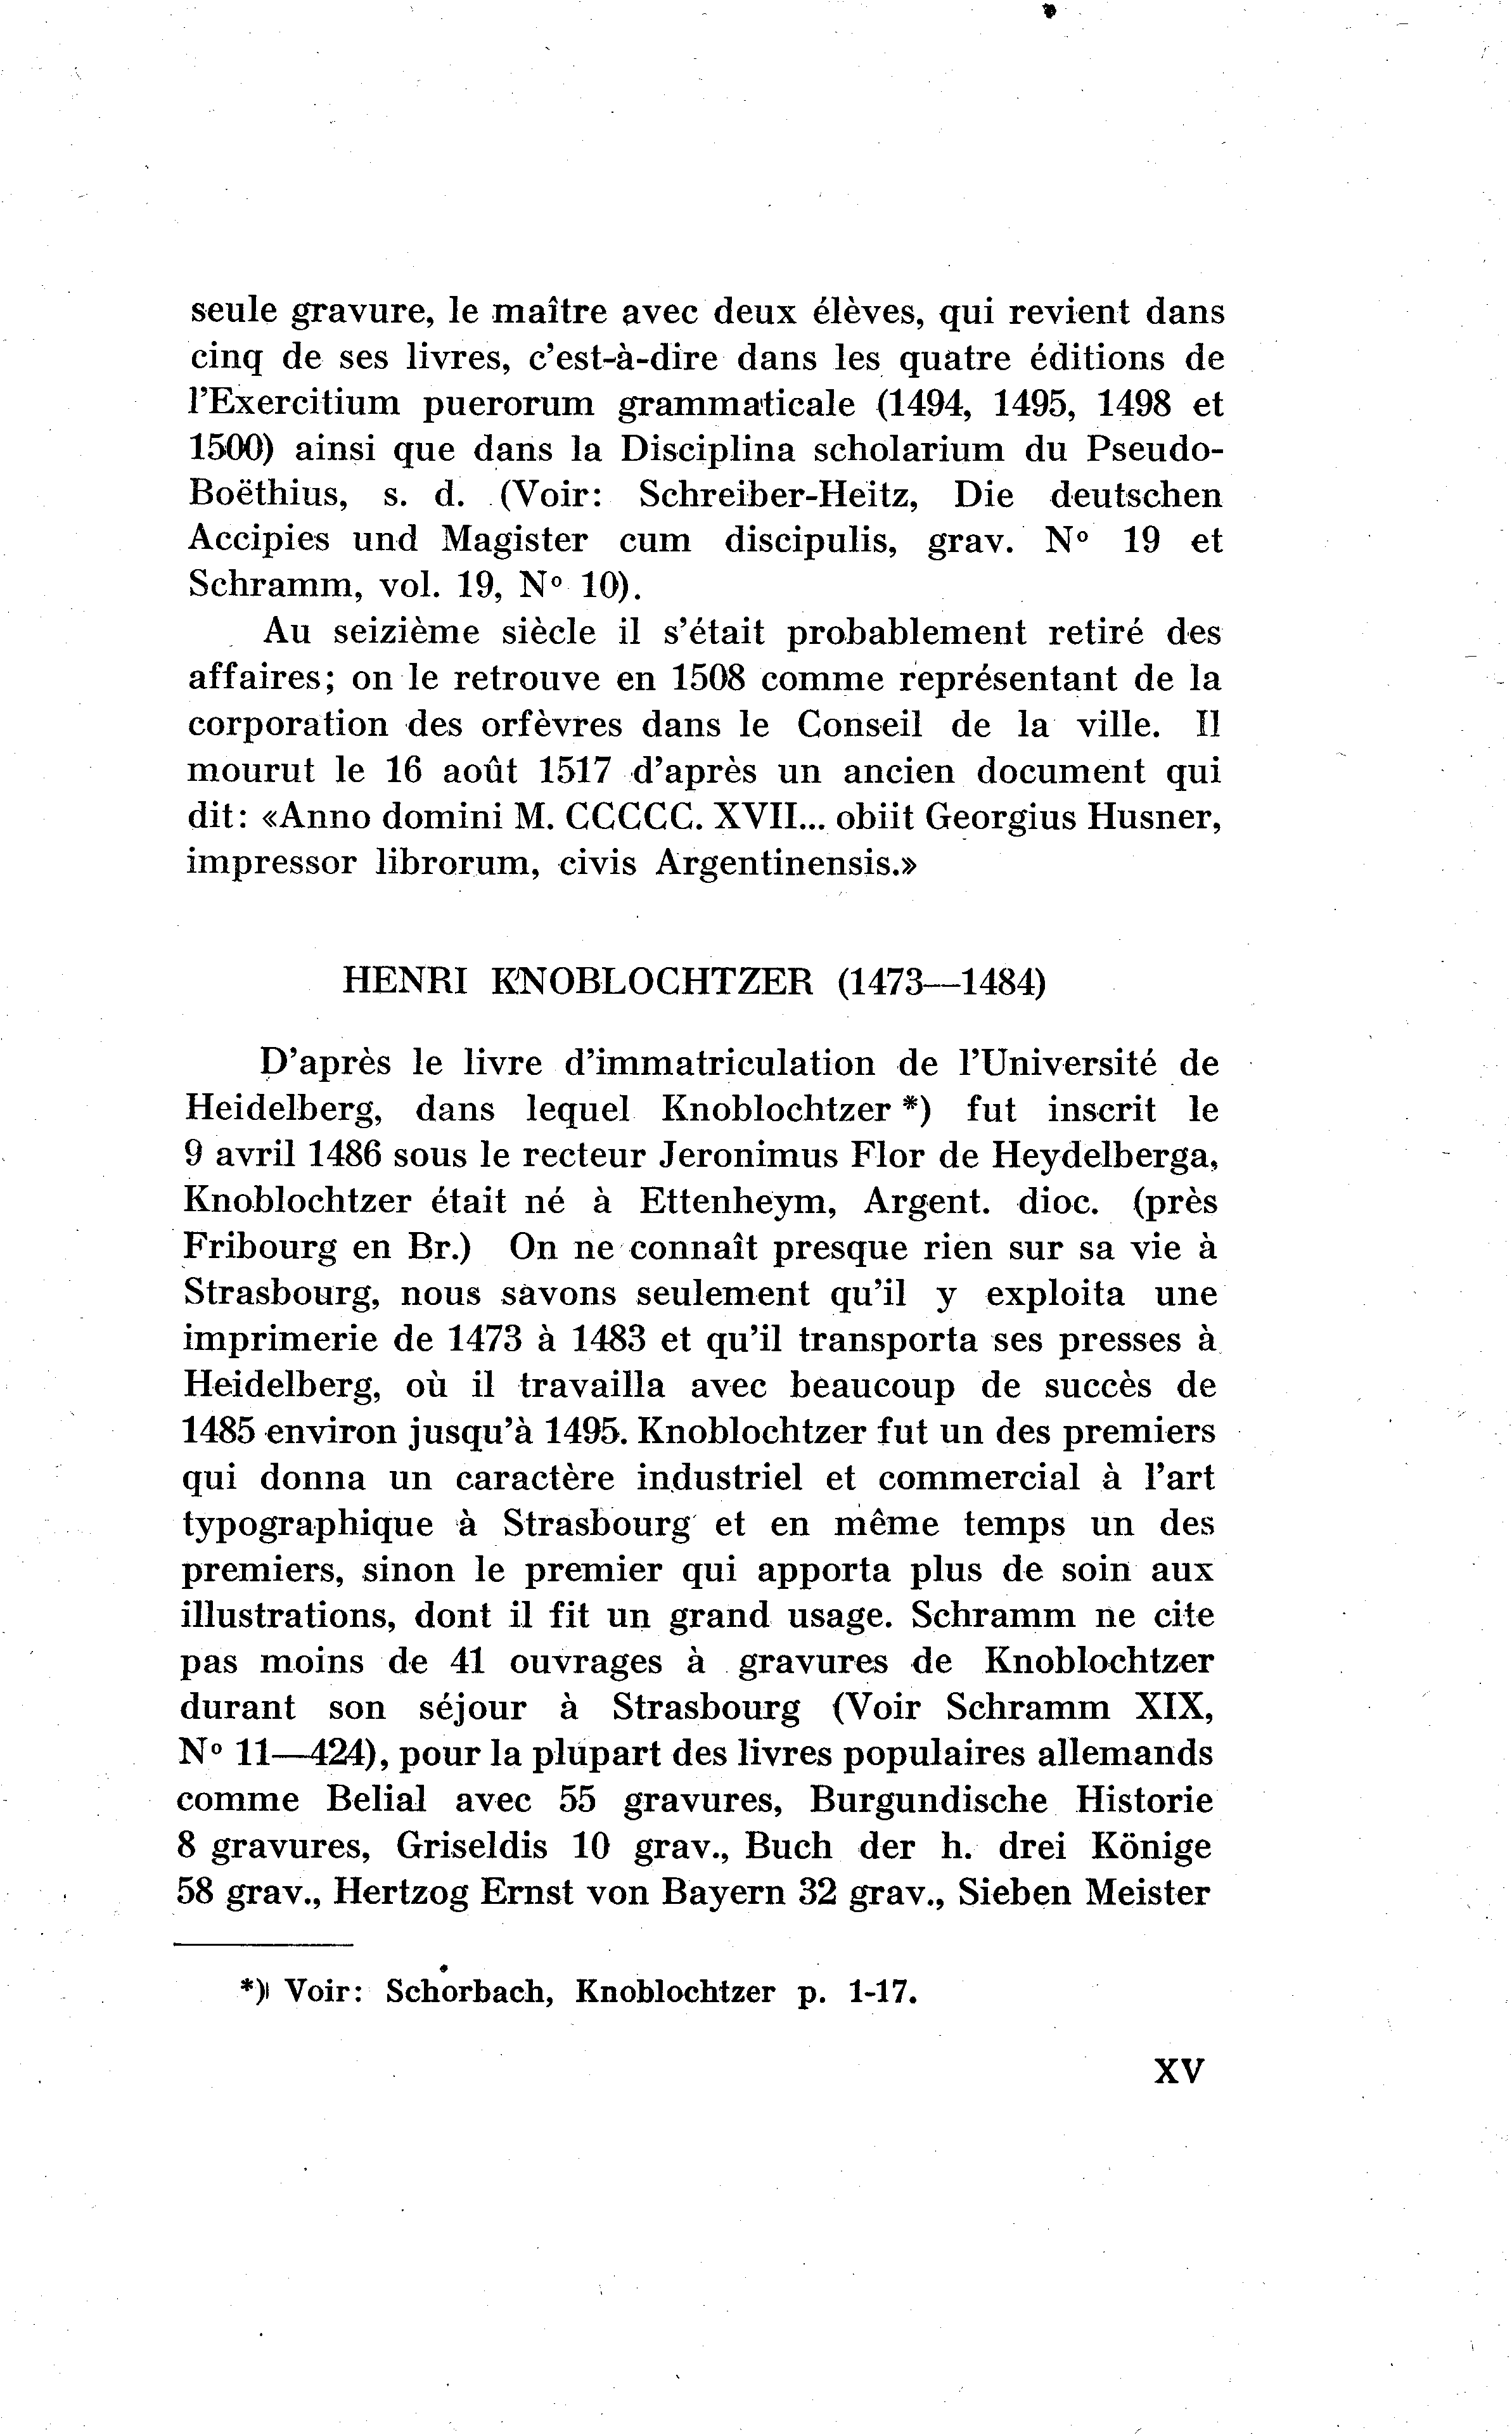 seule gravure, le maître avec deux élèves, qui revient dans
cinq de ses livres, c'est-à-dire dans les quatre éditions de
l'Exercitium puerorum grammaticale (1494, 1495, 1498 et
1500) ainsi que dans la Disciplina scholarium du Pseudo-
Boëthius, s. d. (Voir: Schreiber-Heitz, Die deutschen
Accipies und Magister cum discipulis, grav. Nº 19 et
Schramm, vol. 19, Nº 10).
Au seizième siècle il s'était probablement retiré des
affaires; on le retrouve en 1508 comme représentant de la
corporation des orfèvres dans le Conseil de la ville. Il
mourut le 16 août 1517 d'après un ancien document qui
dit: «Anno domini M. CCCCC. XVII... obiit Georgius Husner,
impressor librorum, civis Argentinensis.»
HENRI KNOBLOCHTZER (1473—1484)
D'après le livre d'immatriculation de l'Université de
Heidelberg, dans lequel Knoblochtzer *) fut inscrit le
9 avril 1486 sous le recteur Jeronimus Flor de Heydelberga,
Knoblochtzer était né à Ettenheym, Argent. dioc. (près
Fribourg en Br.) On ne connaît presque rien sur sa vie à
Strasbourg, nous savons seulement qu'il y exploita une
imprimerie de 1473 à 1483 et qu'il transporta ses presses à
Heidelberg, où il travailla avec beaucoup de succès de
1485 environ jusqu'à 1495. Knoblochtzer fut un des premiers
qui donna un caractère industriel et commercial à l'art
typographique à Strasbourg et en même temps un des
premiers, sinon le premier qui apporta plus de soin aux
illustrations, dont il fit un grand usage. Schramm ne cite
pas moins de 41 ouvrages à gravures de Knoblochtzer
durant son séjour à Strasbourg (Voir Schramm XIX,
Nº 11—424), pour la plupart des livres populaires allemands
comme Belial avec 55 gravures, Burgundische Historie
8 gravures, Griseldis 10 grav., Buch der h. drei Könige
58 grav., Hertzog Ernst von Bayern 32 grav., Sieben Meister
*) Voir: Schorbach, Knoblochtzer p. 1-17.
XV